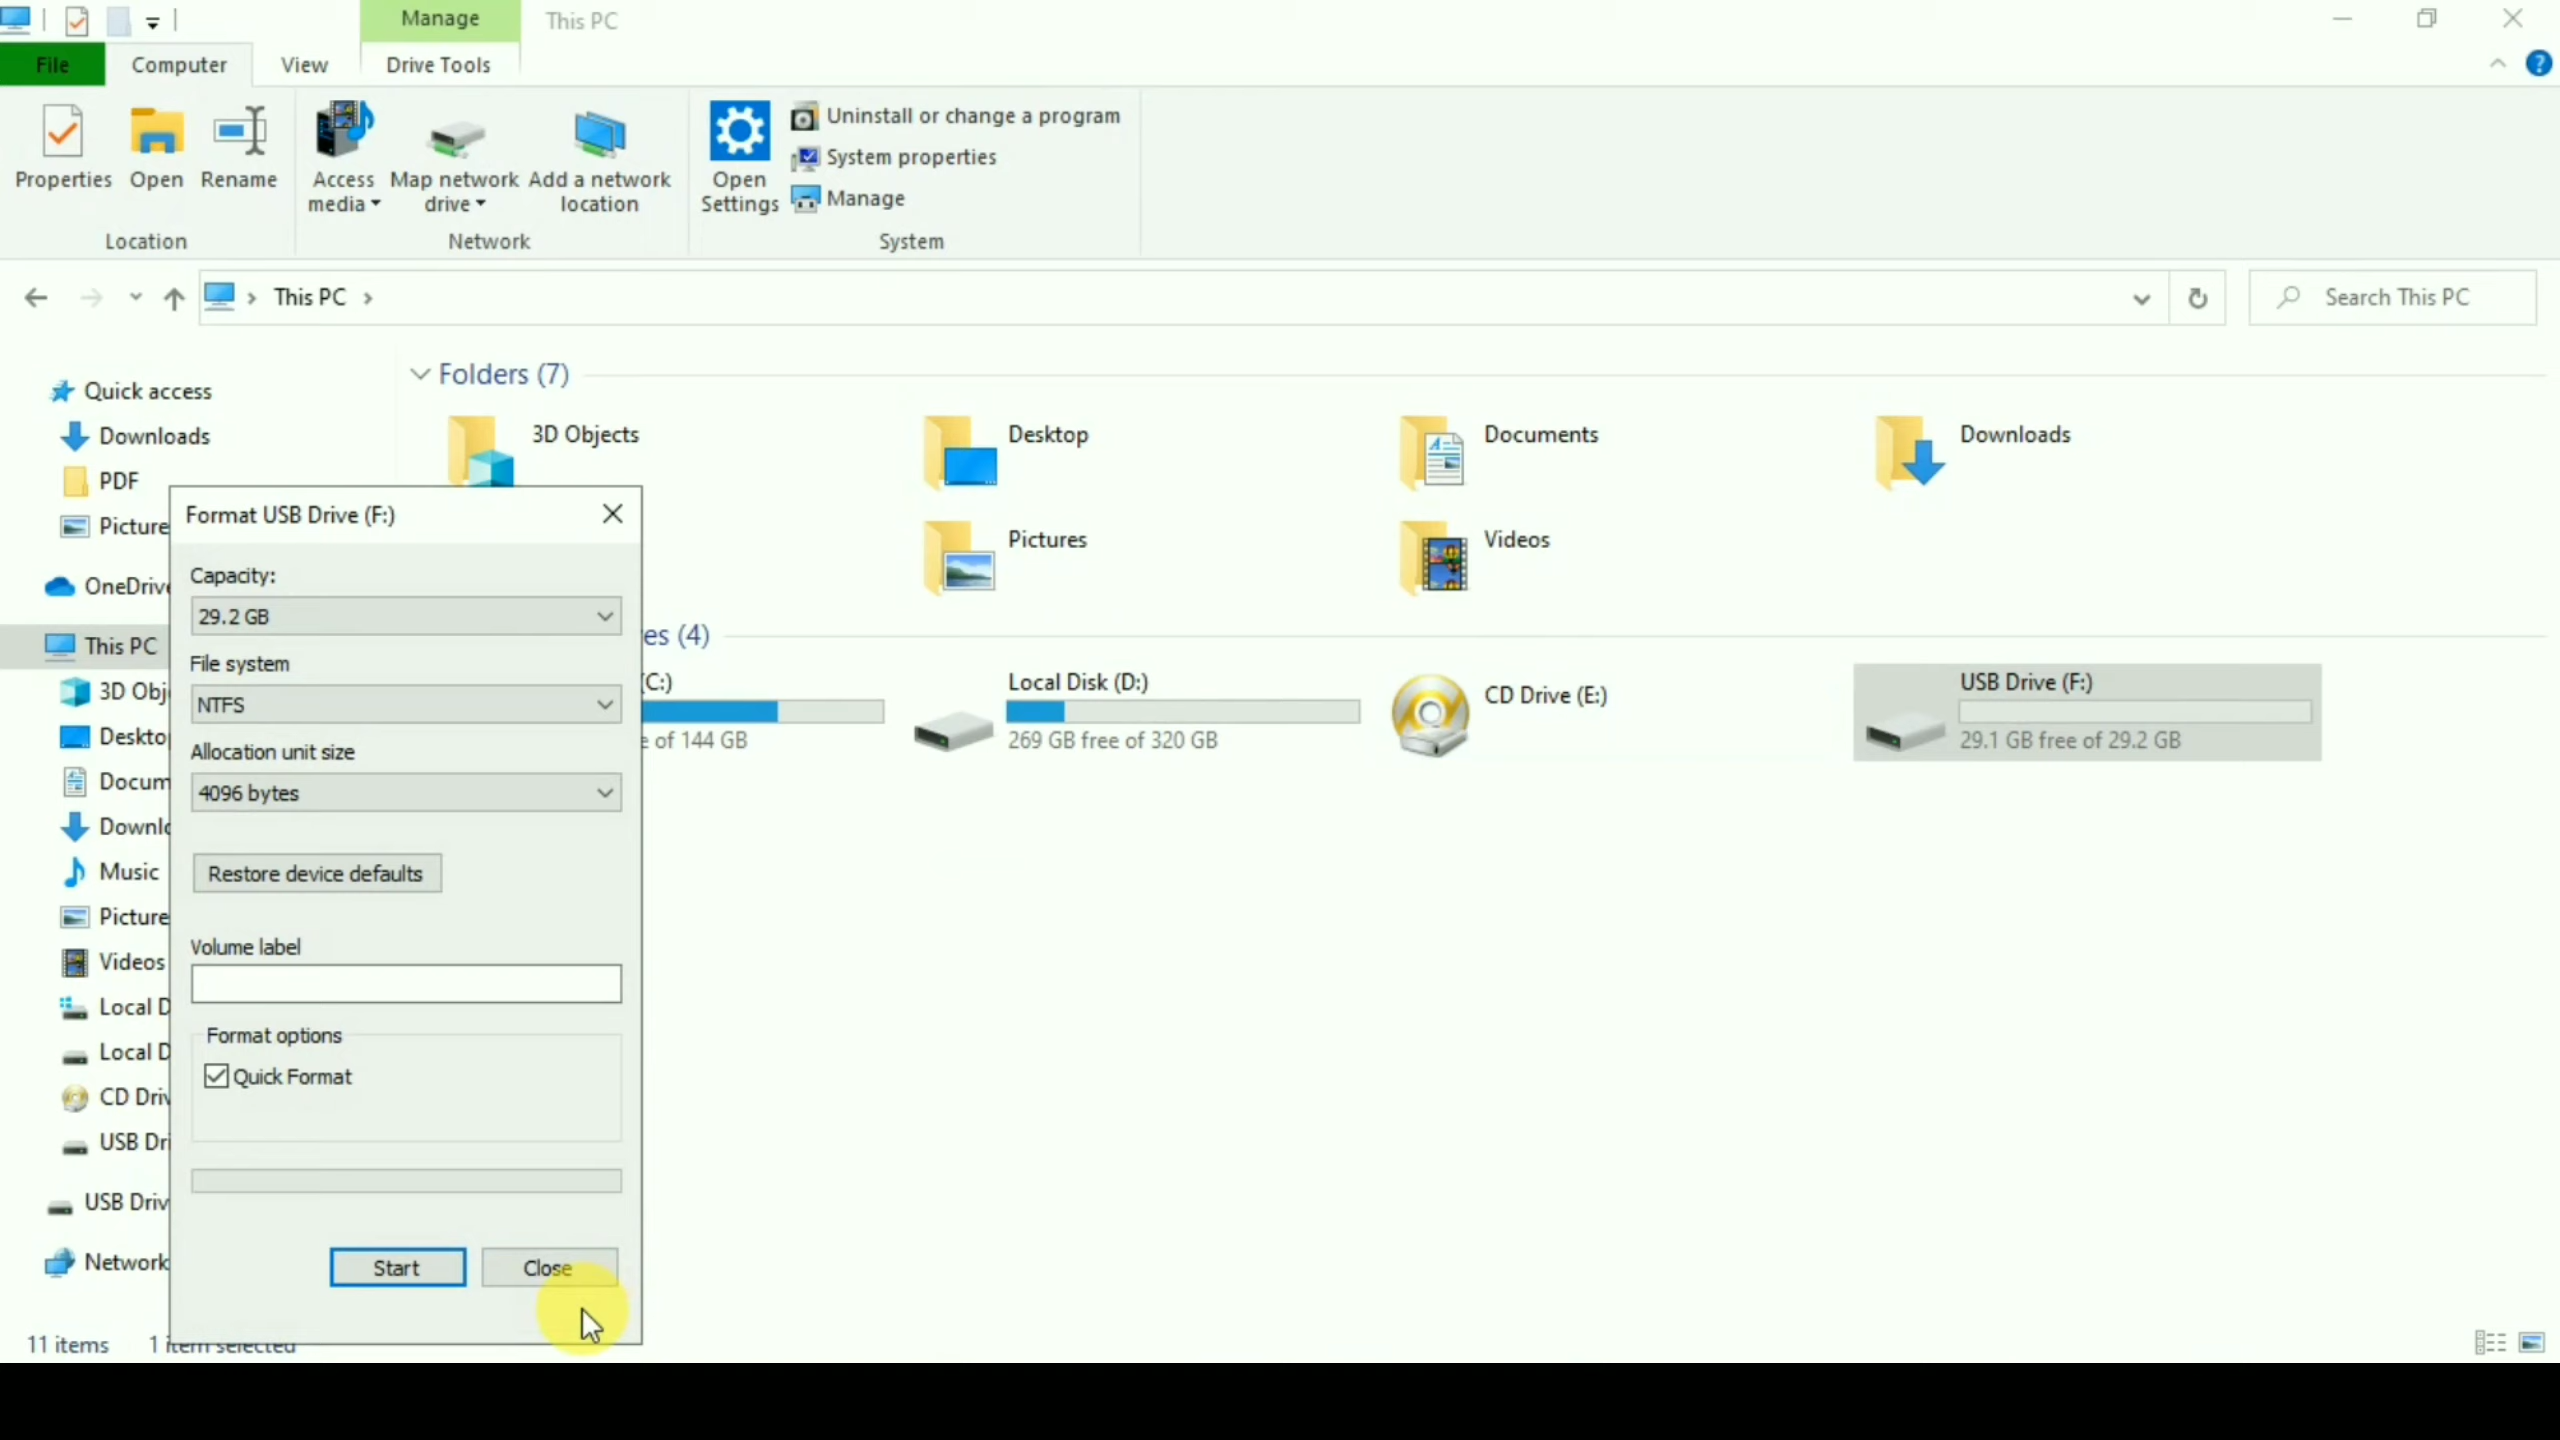 Manage
This PC
File
Computer
View
Drive Tools
Properties
Open
Rename
Access media
Map network drive
Add a network location
Open Settings
Uninstall or change a program
System properties
Manage
Location
Network
System
This PC
Search This PC
Quick access
Downloads
PDF
Picture
OneDrive
This PC
3D Obj
Deskto
Docum
Downlo
Music
Picture
Videos
Local D
Local D
CD Driv
USB Dri
USB Driv
Network
Folders (7)
3D Objects
Desktop
Documents
Downloads
Pictures
Videos
es (4)
(C:)
e of 144 GB
Local Disk (D:)
269 GB free of 320 GB
CD Drive (E:)
USB Drive (F:)
29.1 GB free of 29.2 GB
Format USB Drive (F:)
Capacity:
29.2 GB
File system
NTFS
Allocation unit size
4096 bytes
Restore device defaults
Volume label
Format options
Quick Format
Start
Close
11 items
1 item selected